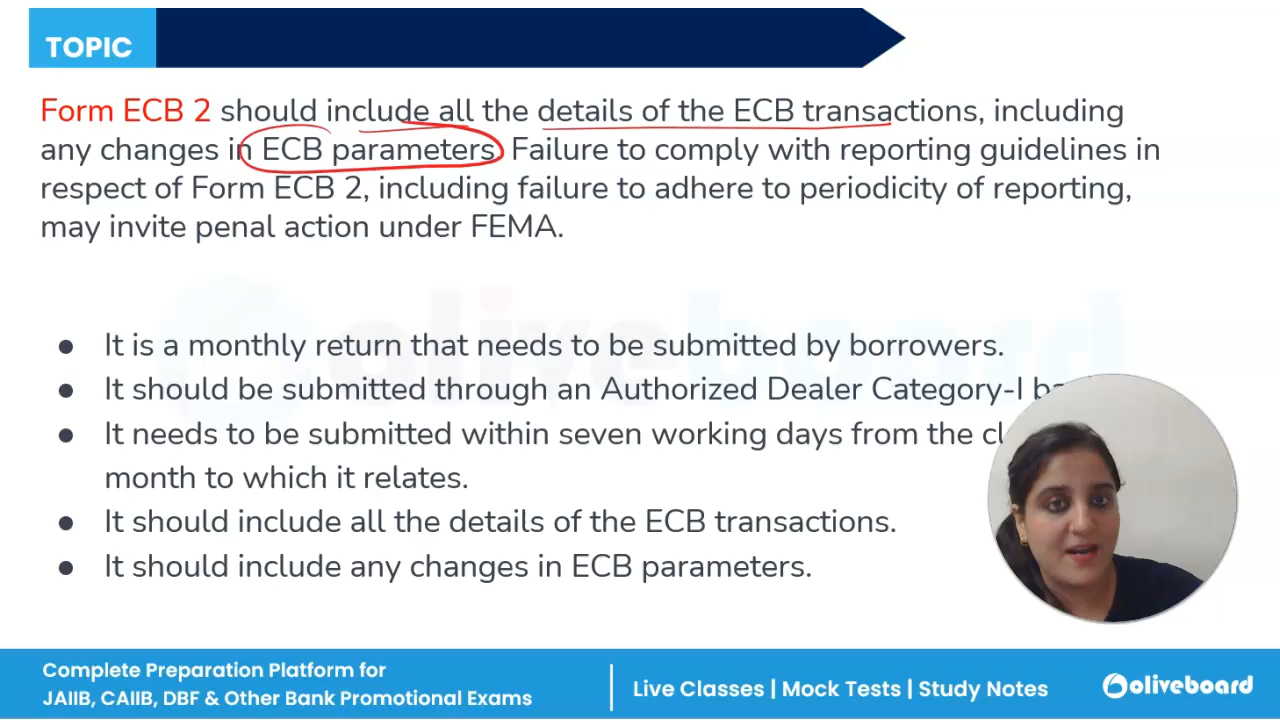 TOPIC
Form ECB 2 should include all the details of the ECB transactions, including
any changes in ECB parameters. Failure to comply with reporting guidelines in
respect of Form ECB 2, including failure to adhere to periodicity of reporting,
may invite penal action under FEMA.
oliveboard
● It is a monthly return that needs to be submitted by borrowers.
● It should be submitted through an Authorized Dealer Category-I
● It needs to be submitted within seven working days from the
month to which it relates.
● It should include all the details of the ECB transactions.
● It should include any changes in ECB parameters.
Complete Preparation Platform for
JAIIB, CAIIB, DBF & Other Bank Promotional Exams
Live Classes | Mock Tests | Study Notes
oliveboard